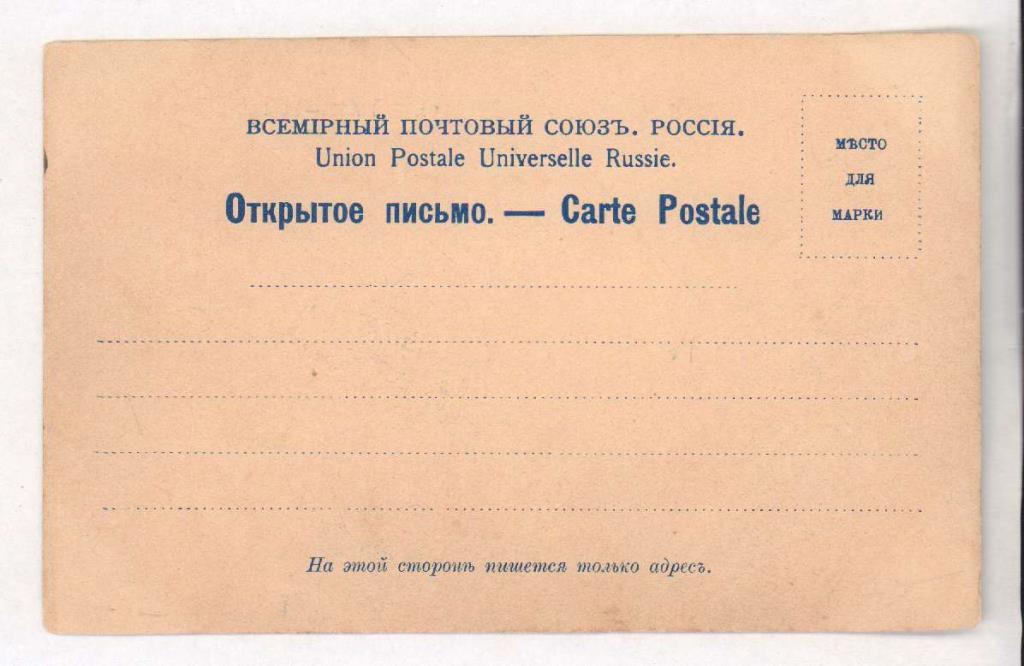 ВСЕМІРНЫЙ ПОЧТОВЫЙ СОЮЗЪ. РОССІЯ.
Union Postale Universelle Russie.
Открытое письмо. — Carte Postale
МѢСТО
ДЛЯ
МАРКИ
На этой сторонѣ пишется только адресъ.